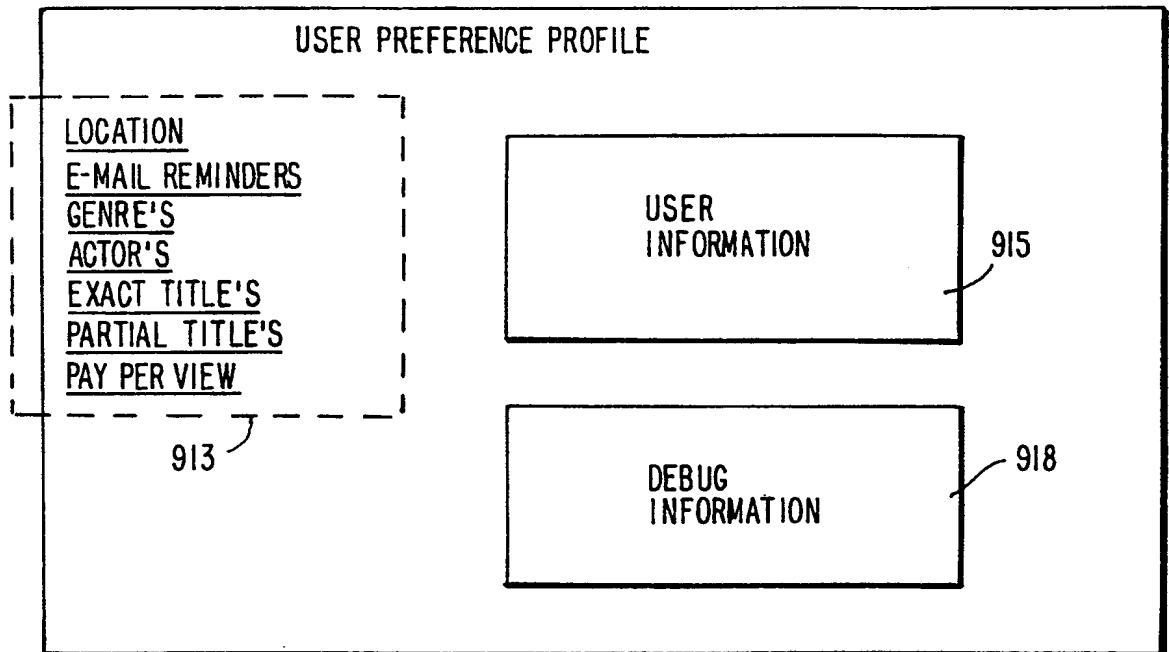 USER PREFERENCE PROFILE
LOCATION
E-MAIL REMINDERS
GENRE'S
ACTOR'S
EXACT TITLE'S
PARTIAL TITLE'S
PAY PER VIEW
913
USER
INFORMATION
915
DEBUG
INFORMATION
918